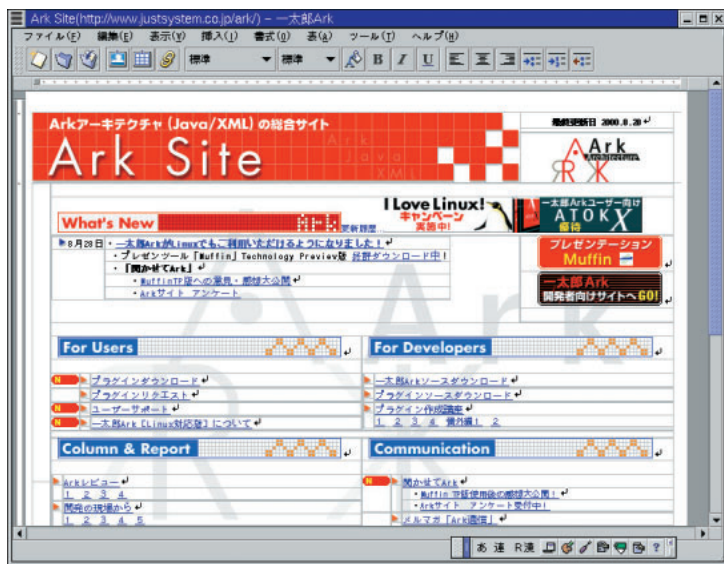 Ark Site(http://www.justsystem.co.jp/ark/) - 一太郎Ark
ファイル(F) 編集(E) 表示(V) 挿入(I) 書式(O) 表(A) ツール(T) ヘルプ(H)
標準 標準 B I U
Arkアーキテクチャ (Java/XML) の総合サイト
Ark Site
最終更新日 2000.8.28
Ark
Architecture
What's New
Ark
更新履歴
I Love Linux!
キャンペーン
実施中!
一太郎Arkユーザー向け
ATOK X
優待
8月28日・一太郎ArkがLinuxでもご利用いただけるようになりました!
・プレゼンツール「Muffin」Technology Preview版 好評ダウンロード中!
・「聞かせてArk」
・MuffinTP版への意見・感想大公開
・Arkサイト アンケート
プレゼンテーション
Muffin
一太郎Ark
開発者向けサイトへGO!
For Users
N プラグインダウンロード
プラグインリクエスト
N ユーザーサポート
N 一太郎Ark [Linux対応版] について
For Developers
一太郎Arkソースダウンロード
プラグインソースダウンロード
プラグイン作成講座
1 2 3 4 番外編1 2
Column & Report
Arkレビュー
1 2 3 4
開発の現場から
1 2 3 4 5
Communication
N 聞かせてArk
・Muffin TP版使用後の感想大公開!
・Arkサイト アンケート受付中!
メルマガ「Ark通信」
あ 連 R漢 ?